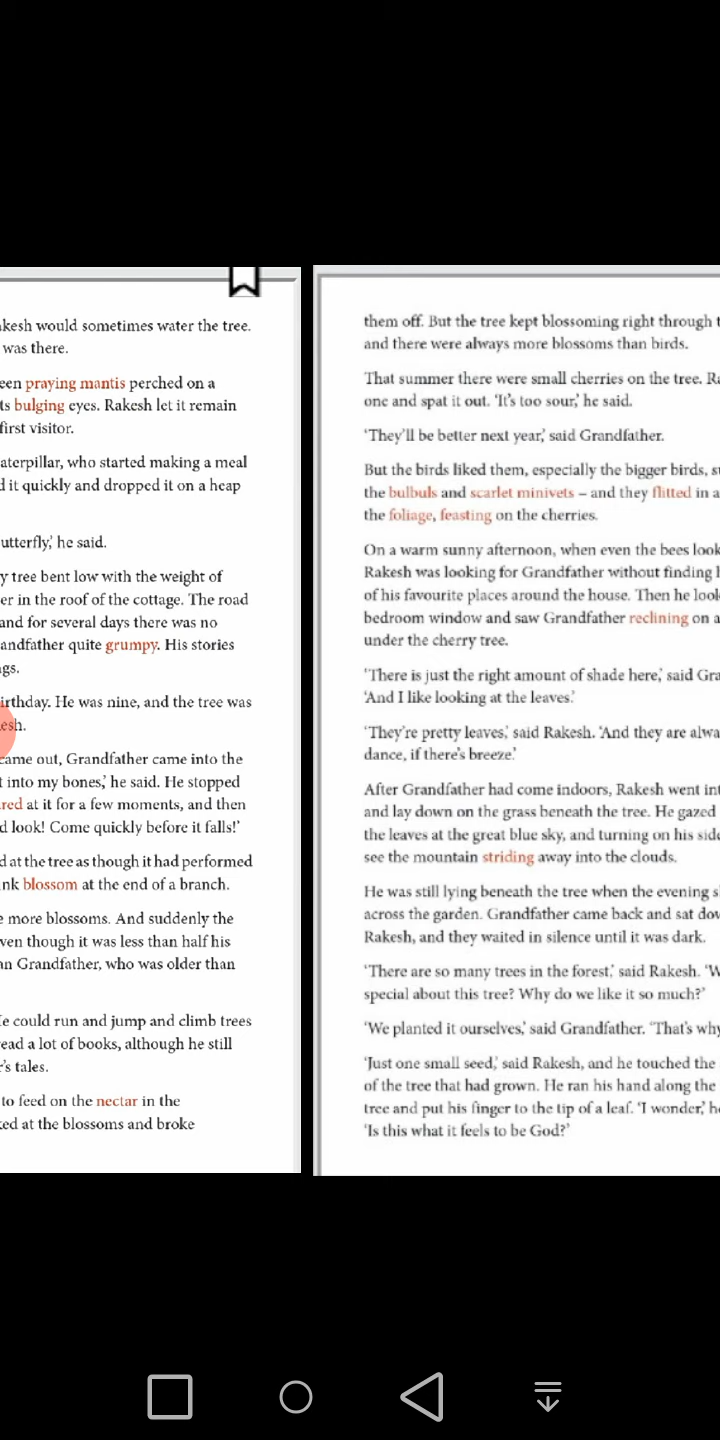 akesh would sometimes water the tree.
was there.
een praying mantis perched on a
ts bulging eyes. Rakesh let it remain
first visitor.
aterpillar, who started making a meal
d it quickly and dropped it on a heap
utterfly,' he said.
y tree bent low with the weight of
er in the roof of the cottage. The road
and for several days there was no
andfather quite grumpy. His stories
gs.
irthday. He was nine, and the tree was
esh.
came out, Grandfather came into the
t into my bones,' he said. He stopped
red at it for a few moments, and then
d look! Come quickly before it falls!'
d at the tree as though it had performed
nk blossom at the end of a branch.
e more blossoms. And suddenly the
ven though it was less than half his
an Grandfather, who was older than
He could run and jump and climb trees
ead a lot of books, although he still
r's tales.
to feed on the nectar in the
ked at the blossoms and broke
them off. But the tree kept blossoming right through t
and there were always more blossoms than birds.
That summer there were small cherries on the tree. Ra
one and spat it out. 'It's too sour,' he said.
'They'll be better next year,' said Grandfather.
But the birds liked them, especially the bigger birds, su
the bulbuls and scarlet minivets – and they flitted in a
the foliage, feasting on the cherries.
On a warm sunny afternoon, when even the bees look
Rakesh was looking for Grandfather without finding h
of his favourite places around the house. Then he look
bedroom window and saw Grandfather reclining on a
under the cherry tree.
'There is just the right amount of shade here,' said Gra
'And I like looking at the leaves.'
'They're pretty leaves,' said Rakesh. 'And they are alwa
dance, if there's breeze.'
After Grandfather had come indoors, Rakesh went int
and lay down on the grass beneath the tree. He gazed
the leaves at the great blue sky, and turning on his side
see the mountain striding away into the clouds.
He was still lying beneath the tree when the evening s
across the garden. Grandfather came back and sat dow
Rakesh, and they waited in silence until it was dark.
'There are so many trees in the forest,' said Rakesh. 'W
special about this tree? Why do we like it so much?'
'We planted it ourselves,' said Grandfather. 'That's why
'Just one small seed,' said Rakesh, and he touched the
of the tree that had grown. He ran his hand along the
tree and put his finger to the tip of a leaf. 'I wonder,' he
'Is this what it feels to be God?'